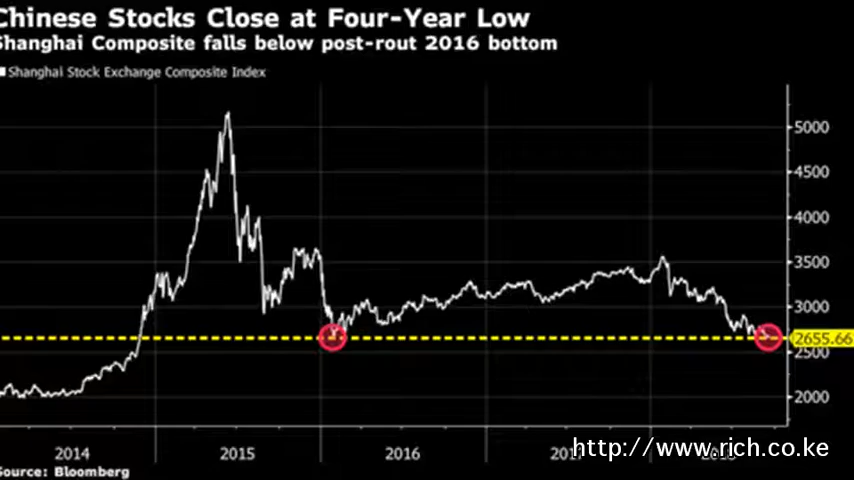 Chinese Stocks Close at Four-Year Low
Shanghai Composite falls below post-rout 2016 bottom
Shanghai Stock Exchange Composite Index
5000
4500
4000
3500
3000
2655.66
2500
2000
2014 2015 2016
http://www.rich.co.ke
Source: Bloomberg